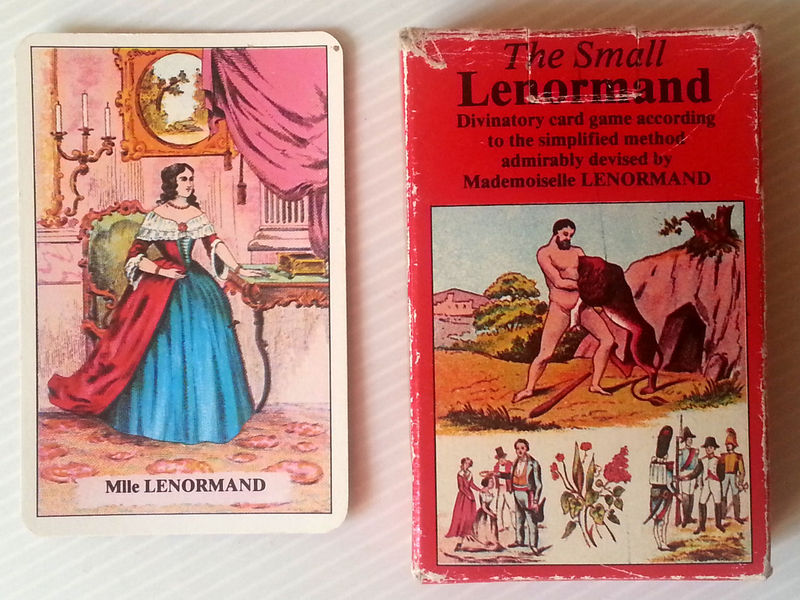 Mlle LENORMAND
The Small
Lenormand
Divinatory card game according
to the simplified method
admirably devised by
Mademoiselle LENORMAND